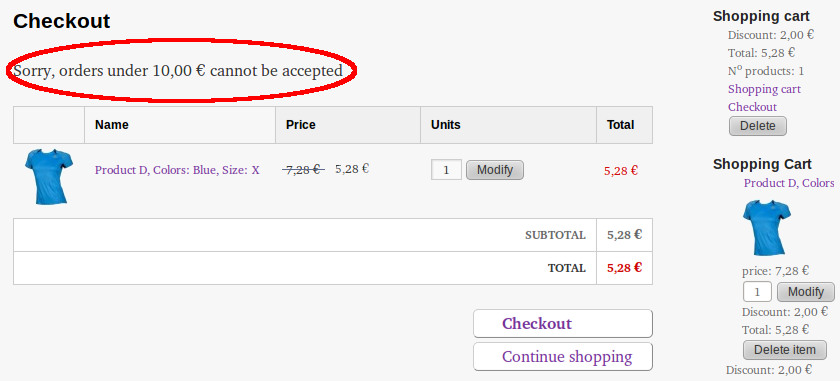 Checkout
Sorry, orders under 10,00 € cannot be accepted
Name Price Units Total
Product D, Colors: Blue, Size: X 7,28 € 5,28 € 1 Modify 5,28 €
SUBTOTAL 5,28 €
TOTAL 5,28 €
Checkout
Continue shopping
Shopping cart
Discount: 2,00 €
Total: 5,28 €
Nº products: 1
Shopping cart
Checkout
Delete
Shopping Cart
Product D, Colors
price: 7,28 €
1 Modify
Discount: 2,00 €
Total: 5,28 €
Delete item
Discount: 2,00 €